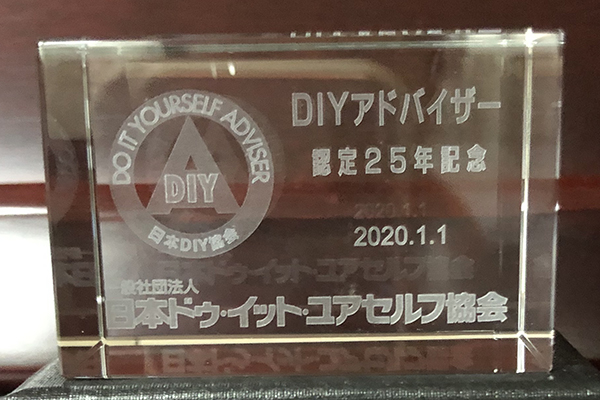 DO IT YOURSELF ADVISER
A
DIY
日本DIY協会
DIYアドバイザー
認定25年記念
2020.1.1
一般社団法人
日本ドゥ・イット・ユアセルフ協会